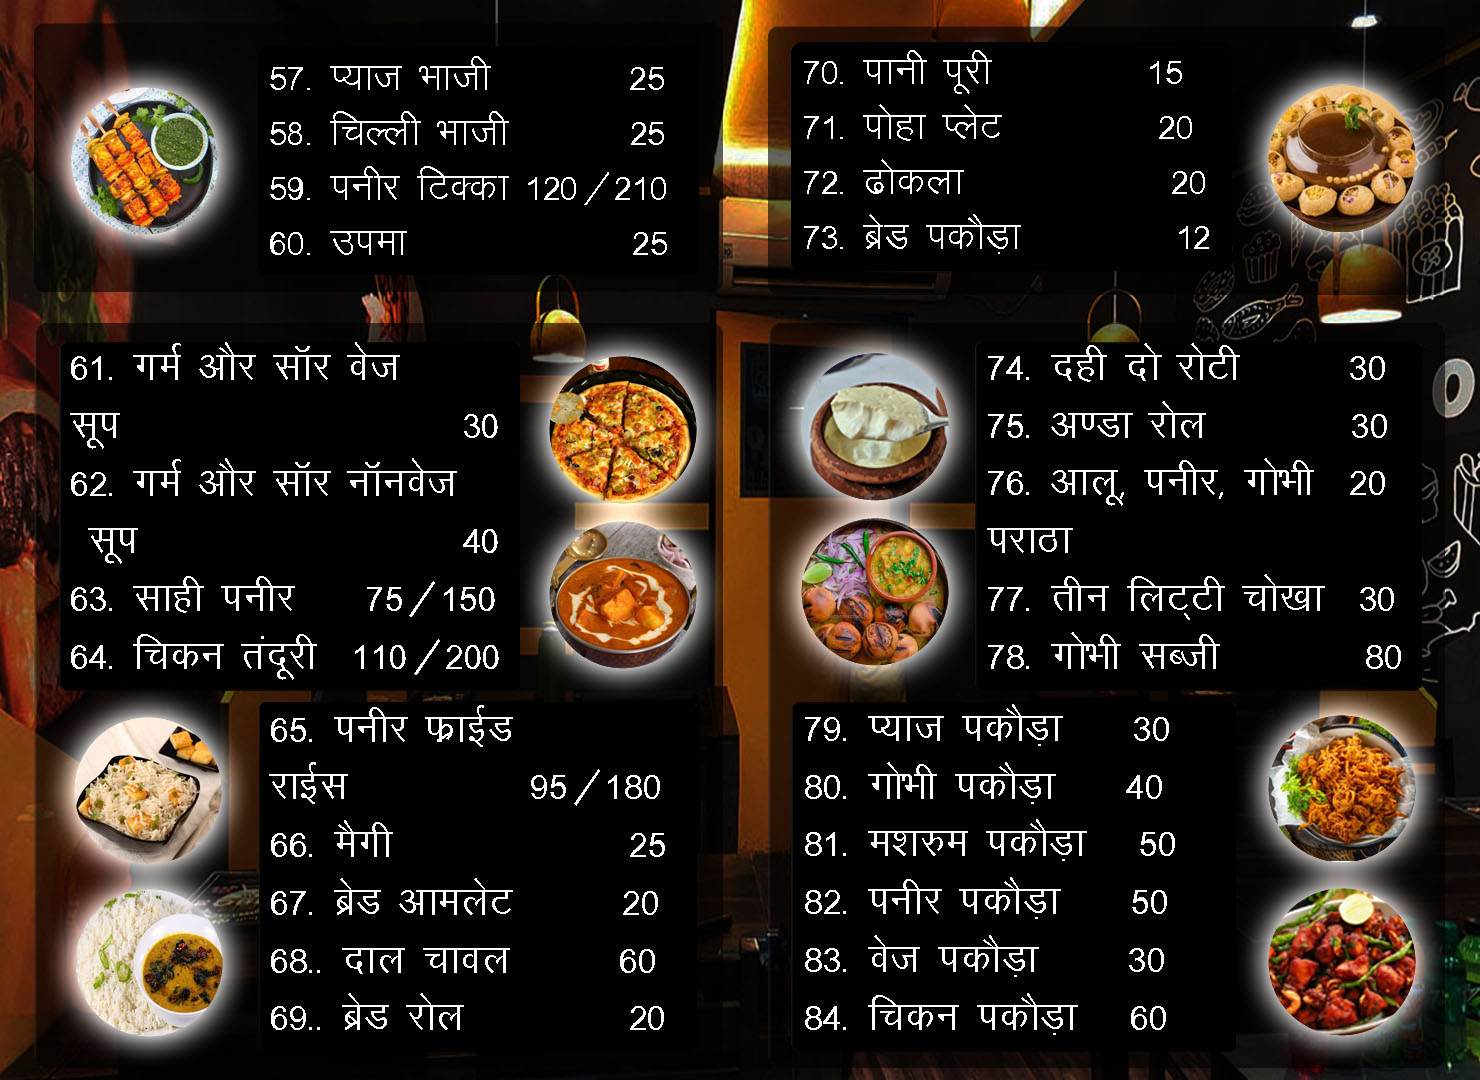 57. प्याज भाजी 25
58. चिल्ली भाजी 25
59. पनीर टिक्का 120/210
60. उपमा 25
61. गर्म और सॉर वेज
सूप 30
62. गर्म और सॉर नॉनवेज
सूप 40
63. साही पनीर 75/150
64. चिकन तंदूरी 110/200
65. पनीर फ्राईड
राईस 95/180
66. मैगी 25
67. ब्रेड आमलेट 20
68.. दाल चावल 60
69.. ब्रेड रोल 20
70. पानी पूरी 15
71. पोहा प्लेट 20
72. ढोकला 20
73. ब्रेड पकौड़ा 12
74. दही दो रोटी 30
75. अण्डा रोल 30
76. आलू, पनीर, गोभी 20
पराठा
77. तीन लिट्टी चोखा 30
78. गोभी सब्जी 80
79. प्याज पकौड़ा 30
80. गोभी पकौड़ा 40
81. मशरुम पकौड़ा 50
82. पनीर पकौड़ा 50
83. वेज पकौड़ा 30
84. चिकन पकौड़ा 60